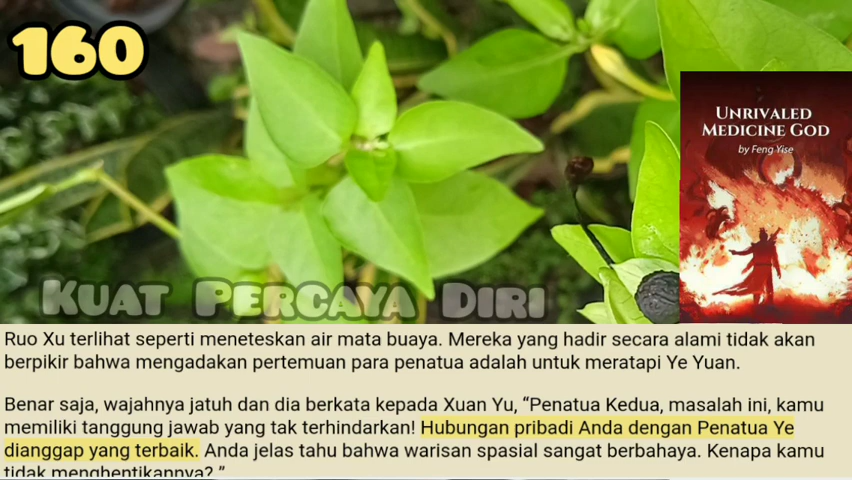 160
UNRIVALED
MEDICINE GOD
by Feng Yise
KUAT PERCAYA DIRI
Ruo Xu terlihat seperti meneteskan air mata buaya. Mereka yang hadir secara alami tidak akan
berpikir bahwa mengadakan pertemuan para penatua adalah untuk meratapi Ye Yuan.
Benar saja, wajahnya jatuh dan dia berkata kepada Xuan Yu, “Penatua Kedua, masalah ini, kamu
memiliki tanggung jawab yang tak terhindarkan! Hubungan pribadi Anda dengan Penatua Ye
dianggap yang terbaik. Anda jelas tahu bahwa warisan spasial sangat berbahaya. Kenapa kamu
tidak menghentikannya? ”